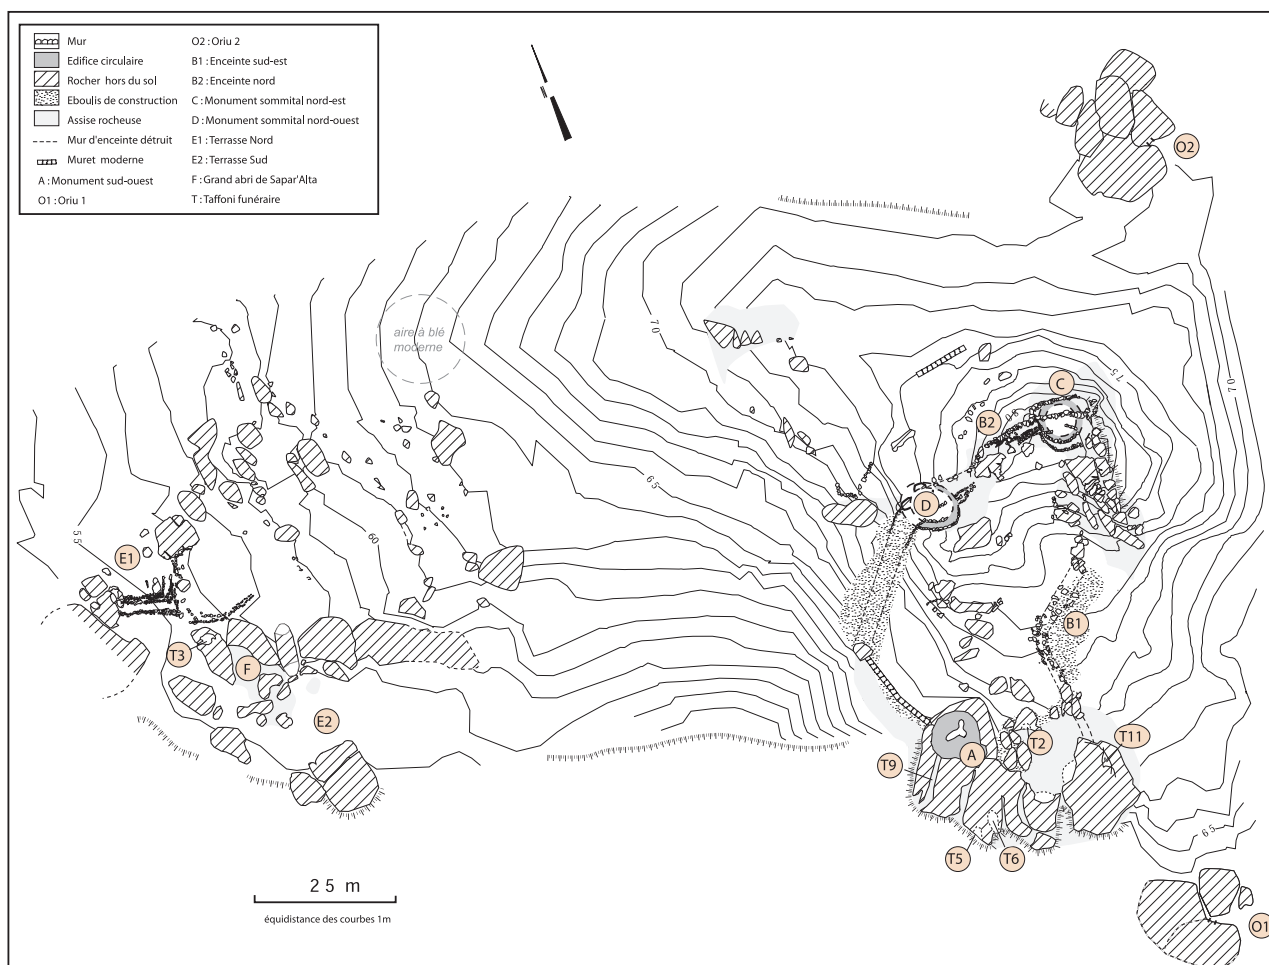 Mur
Edifice circulaire
Rocher hors du sol
Eboulis de construction
Assise rocheuse
Mur d'enceinte détruit
Muret moderne
A : Monument sud-ouest
O1 : Oriu 1
O2 : Oriu 2
B1 : Enceinte sud-est
B2 : Enceinte nord
C : Monument sommital nord-est
D : Monument sommital nord-ouest
E1 : Terrasse Nord
E2 : Terrasse Sud
F : Grand abri de Sapar'Alta
T : Taffoni funéraire
O2
aire à blé
moderne
70
75
70
C
B2
D
65
55
60
E1
B1
T3
F
E2
T2
T11
A
T9
65
T5
T6
25 m
équidistance des courbes 1m
O1